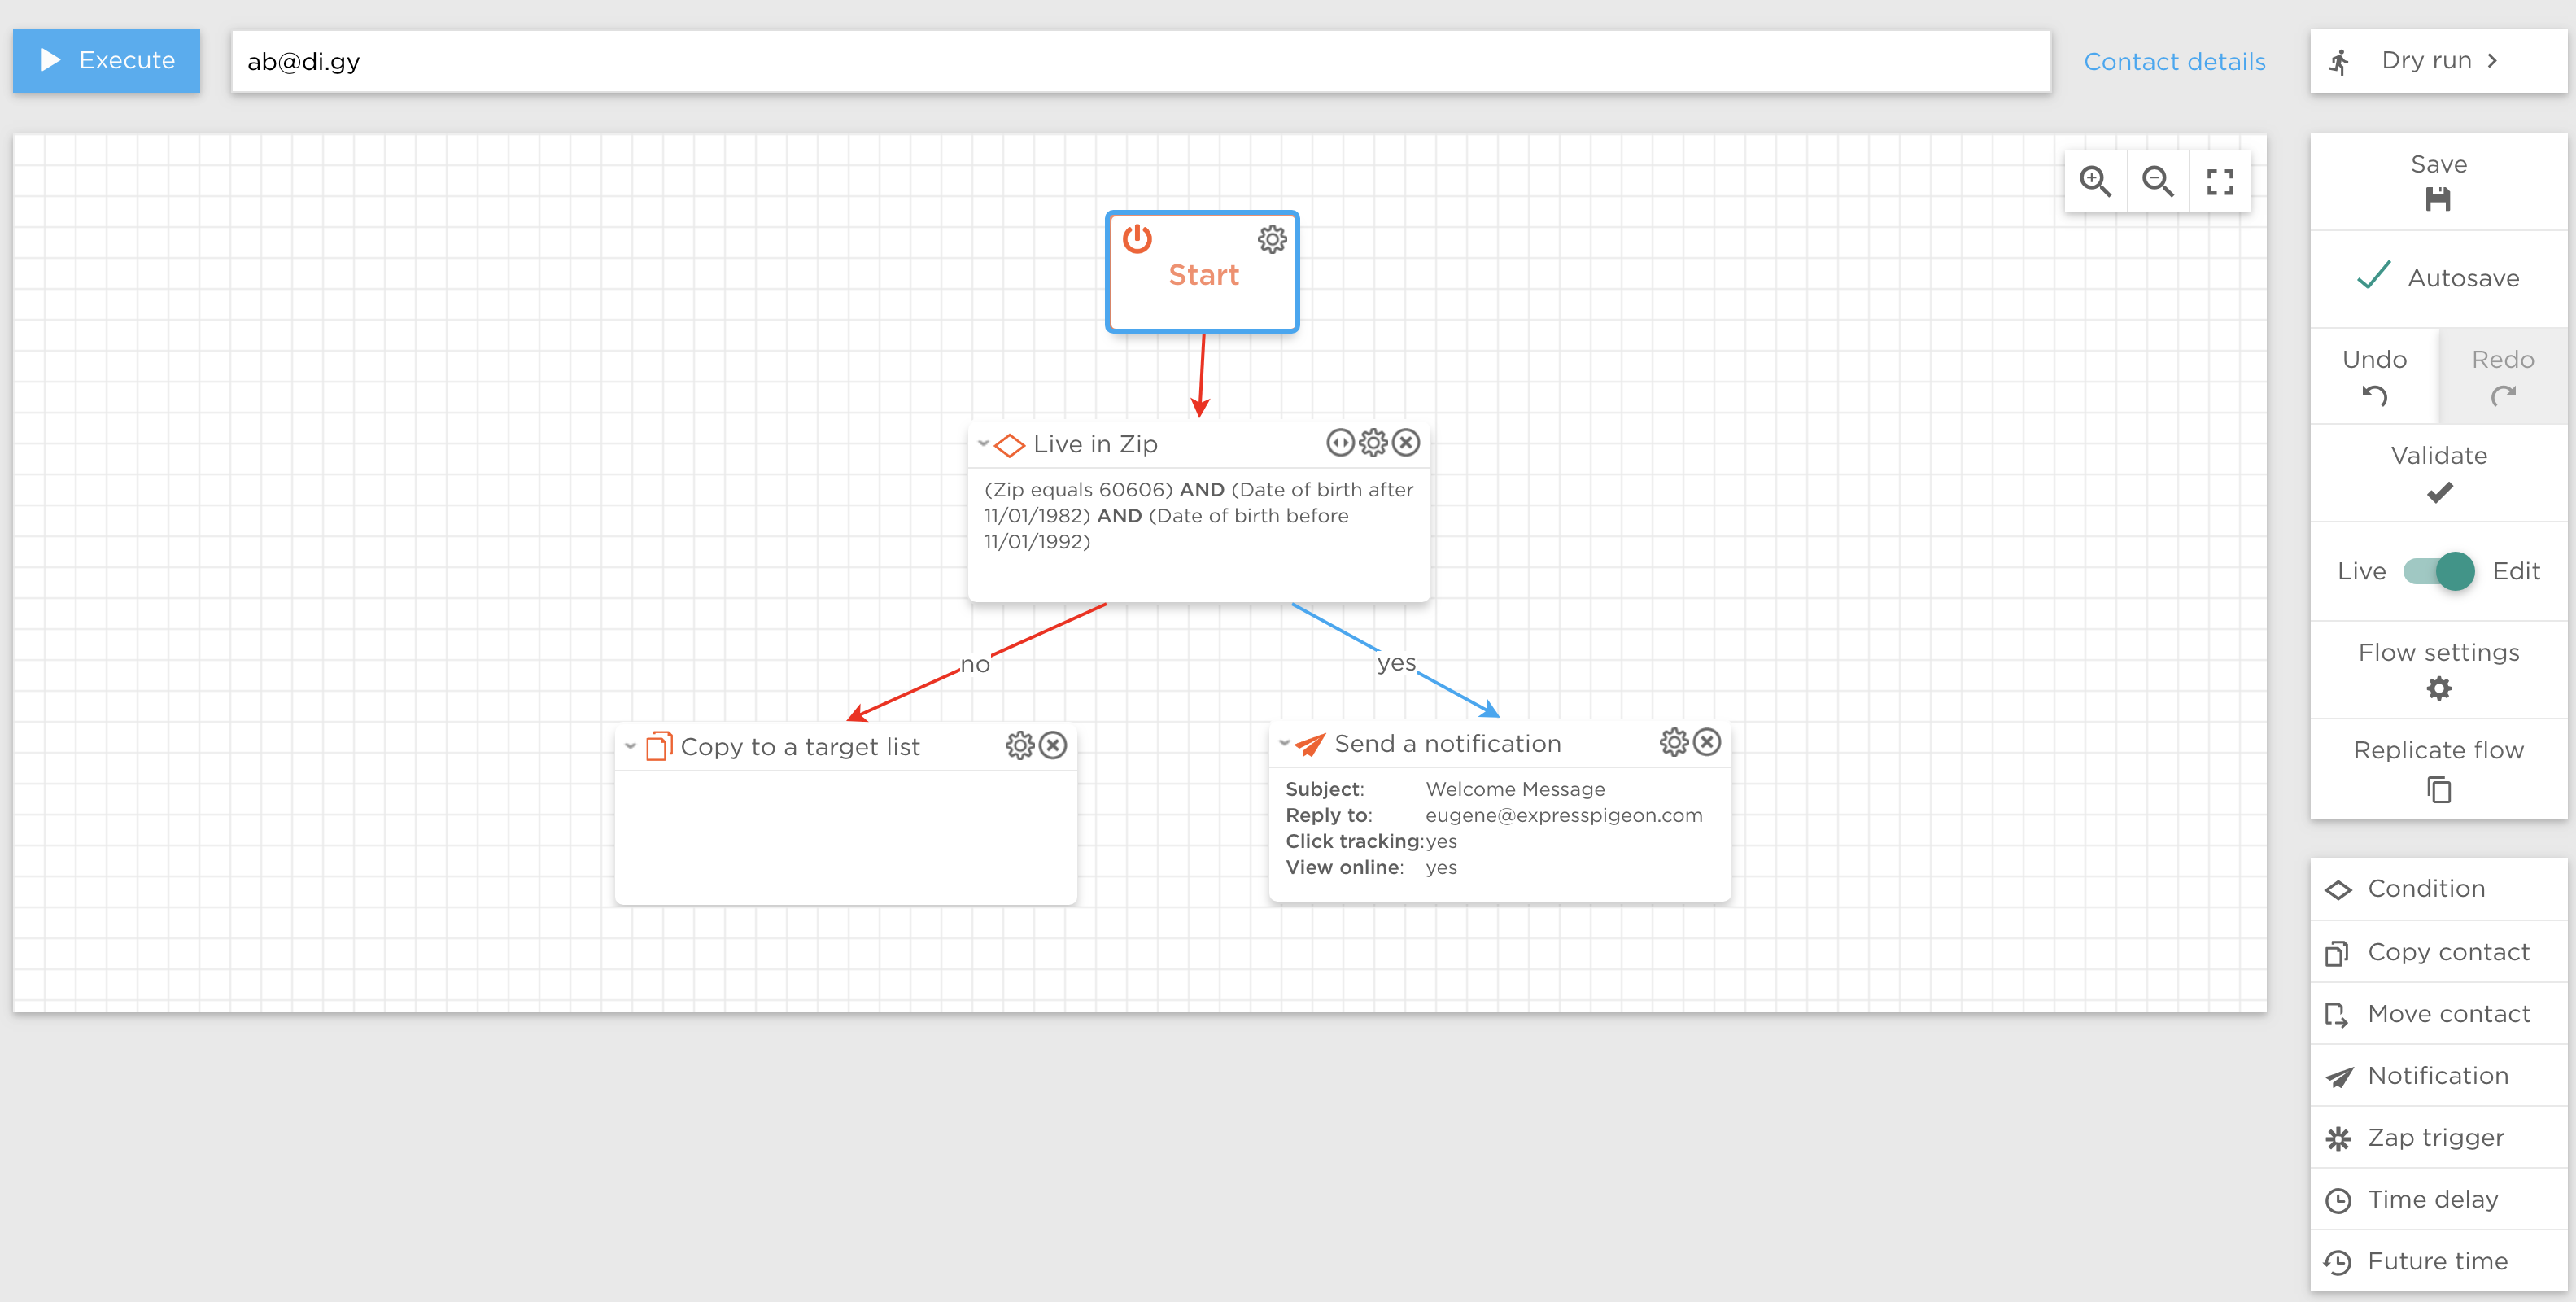 Execute
ab@di.gy
Contact details
Dry run
Start
Live in Zip
(Zip equals 60606) AND (Date of birth after
11/01/1982) AND (Date of birth before
11/01/1992)
no
yes
Copy to a target list
Send a notification
Subject: Welcome Message
Reply to: eugene@expresspigeon.com
Click tracking: yes
View online: yes
Save
Autosave
Undo Redo
Validate
Live Edit
Flow settings
Replicate flow
Condition
Copy contact
Move contact
Notification
Zap trigger
Time delay
Future time